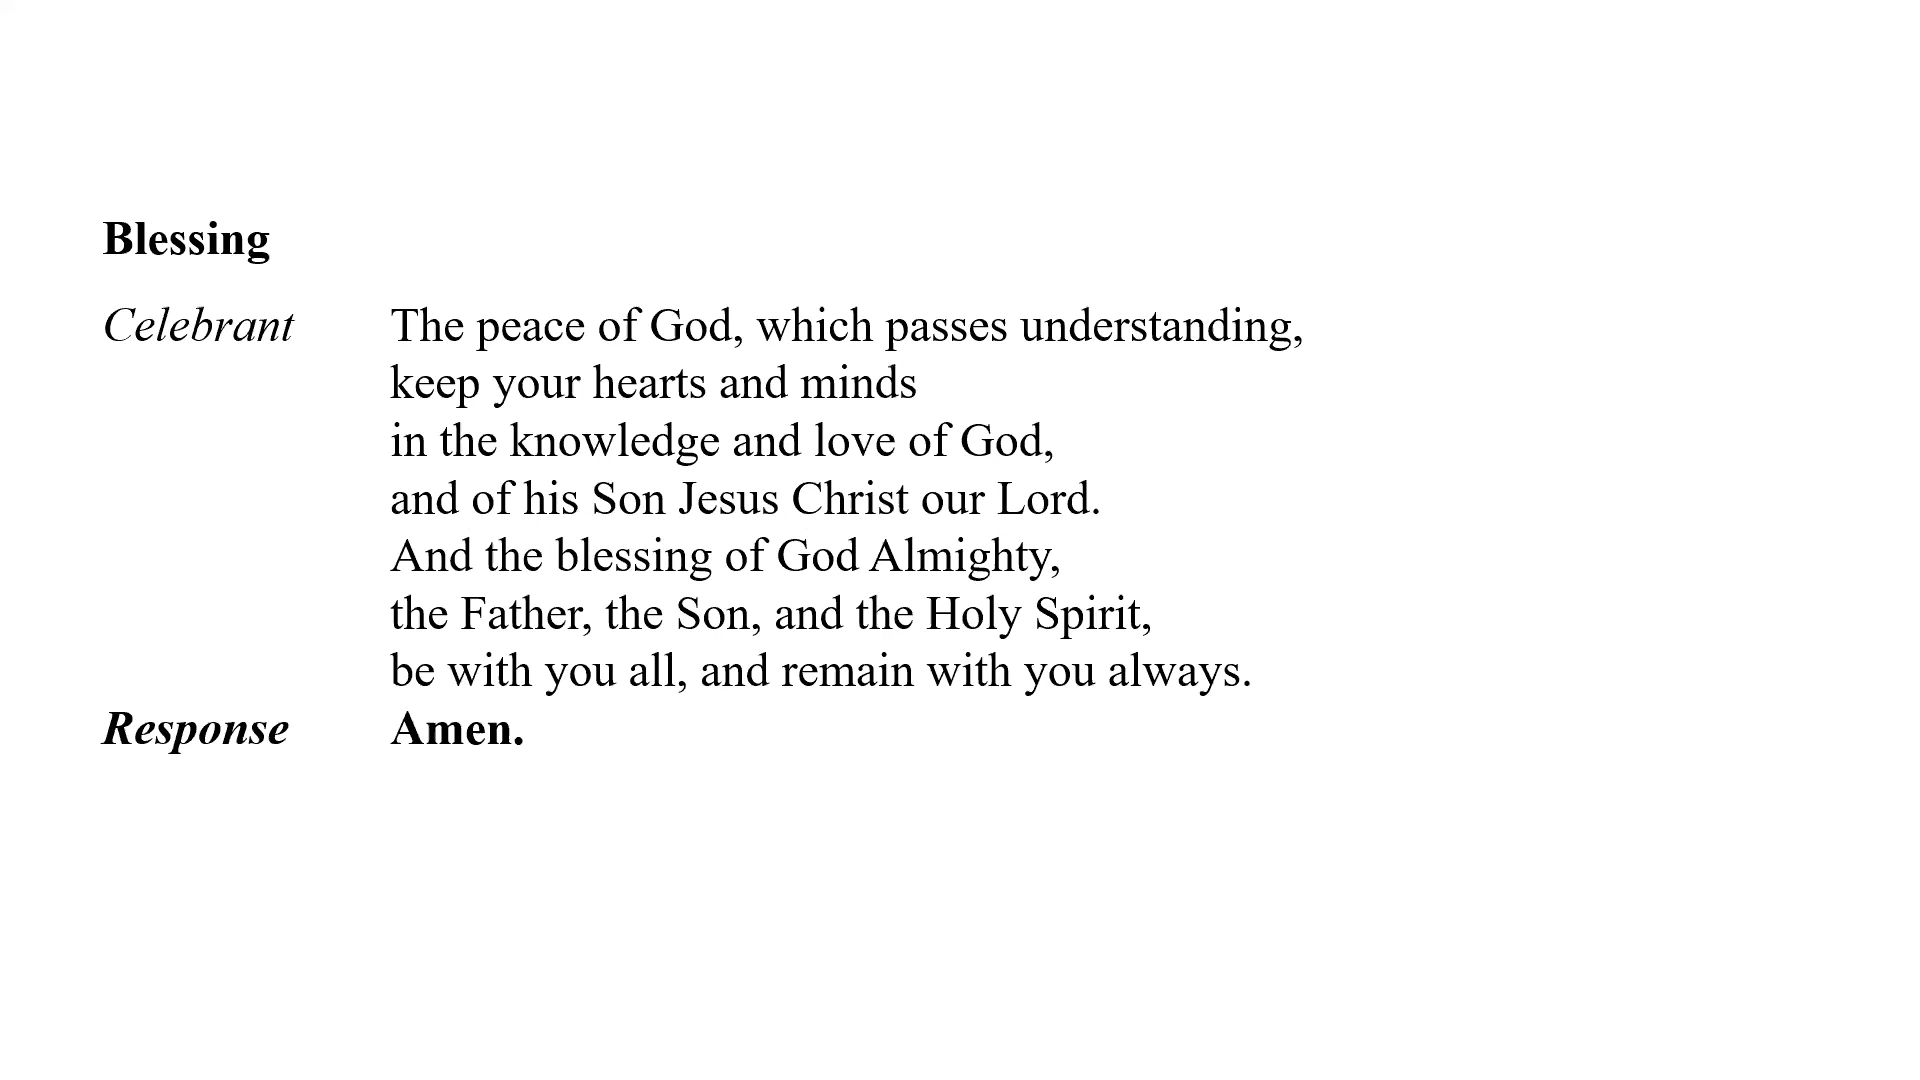 Blessing
Celebrant The peace of God, which passes understanding,
keep your hearts and minds
in the knowledge and love of God,
and of his Son Jesus Christ our Lord.
And the blessing of God Almighty,
the Father, the Son, and the Holy Spirit,
be with you all, and remain with you always.
Response Amen.